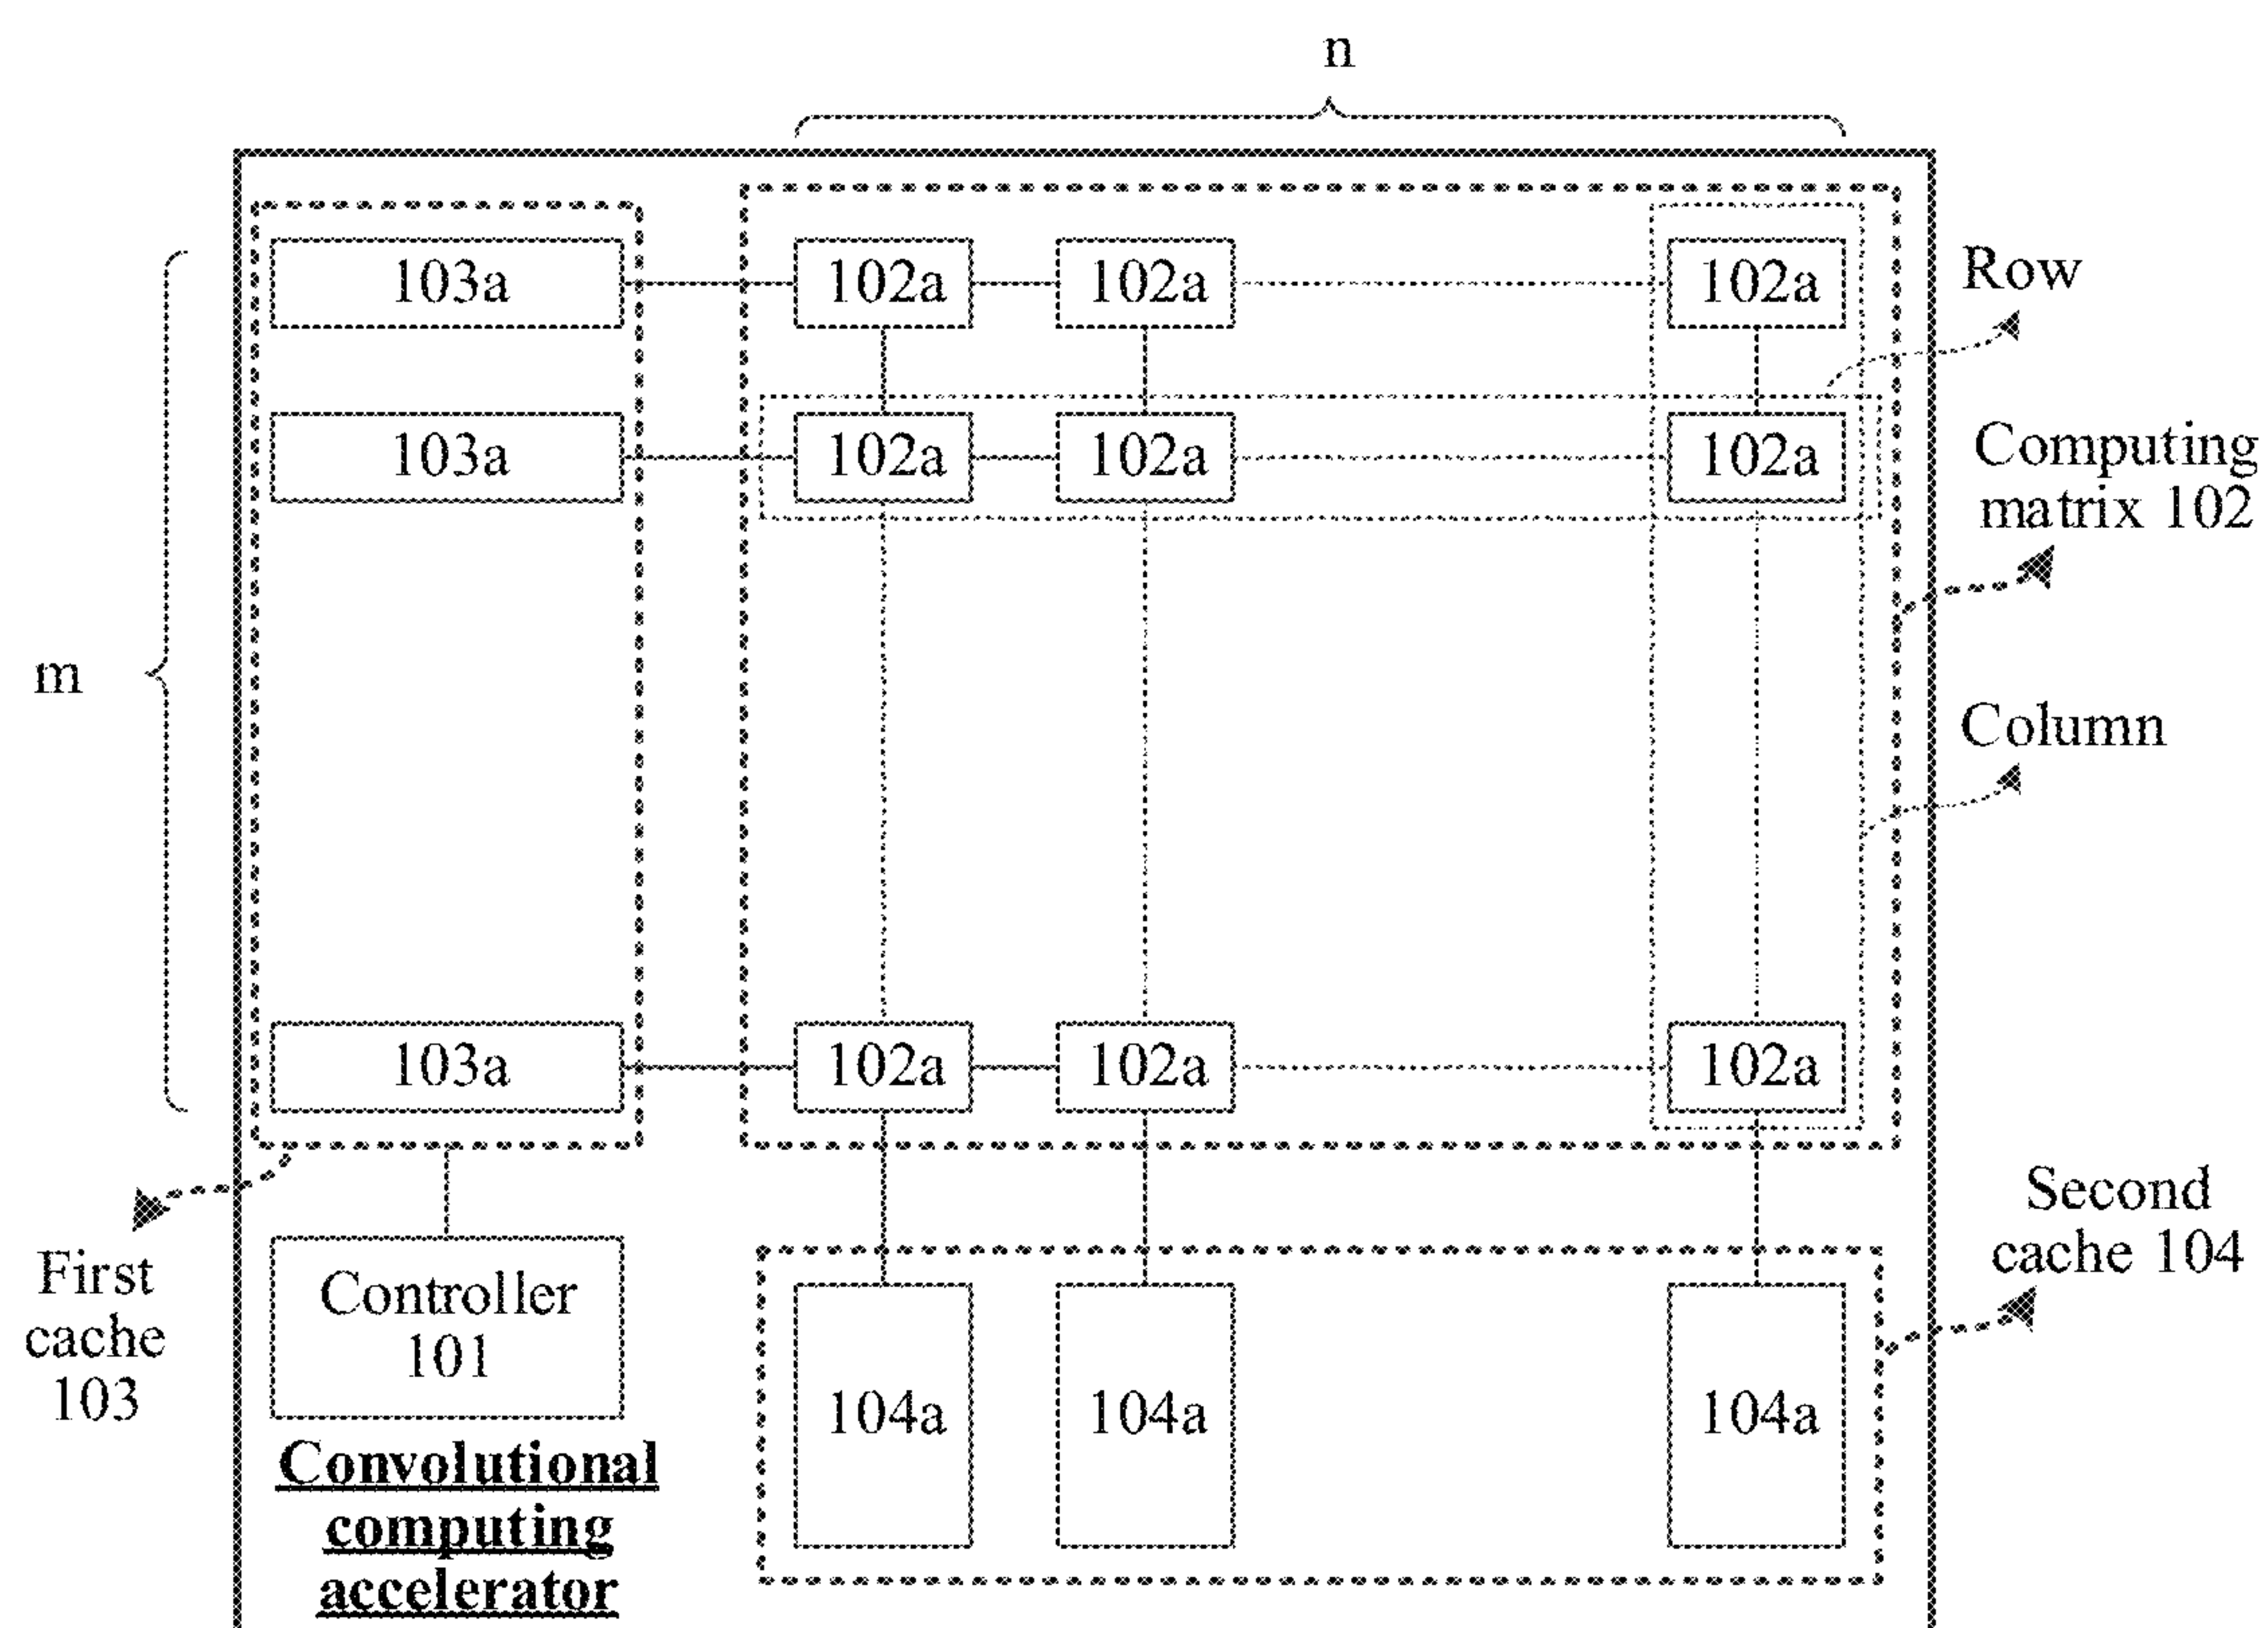 n
103a
102a
102a
102a
Row
103a
102a
102a
102a
Computing
matrix 102
m
Column
103a
102a
102a
102a
Second
cache 104
First
cache
103
Controller
101
104a
104a
104a
Convolutional
computing
accelerator